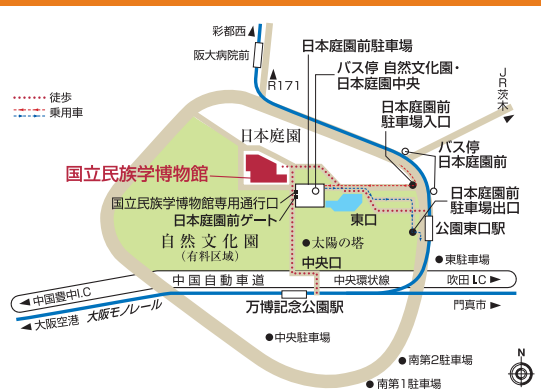 彩都西
阪大病院前
R171
日本庭園前駐車場
バス停 自然文化園・
日本庭園中央
JR茨木
徒歩
乗用車
日本庭園前
駐車場入口
日本庭園
バス停
日本庭園前
国立民族学博物館
国立民族学博物館専用通行口
日本庭園前ゲート
日本庭園前
駐車場出口
東口
公園東口駅
自然文化園
(有料区域)
太陽の塔
中央口
東駐車場
中国自動車道
中央環状線
吹田I.C
中国豊中I.C
大阪空港
大阪モノレール
万博記念公園駅
門真市
中央駐車場
南第2駐車場
南第1駐車場
N